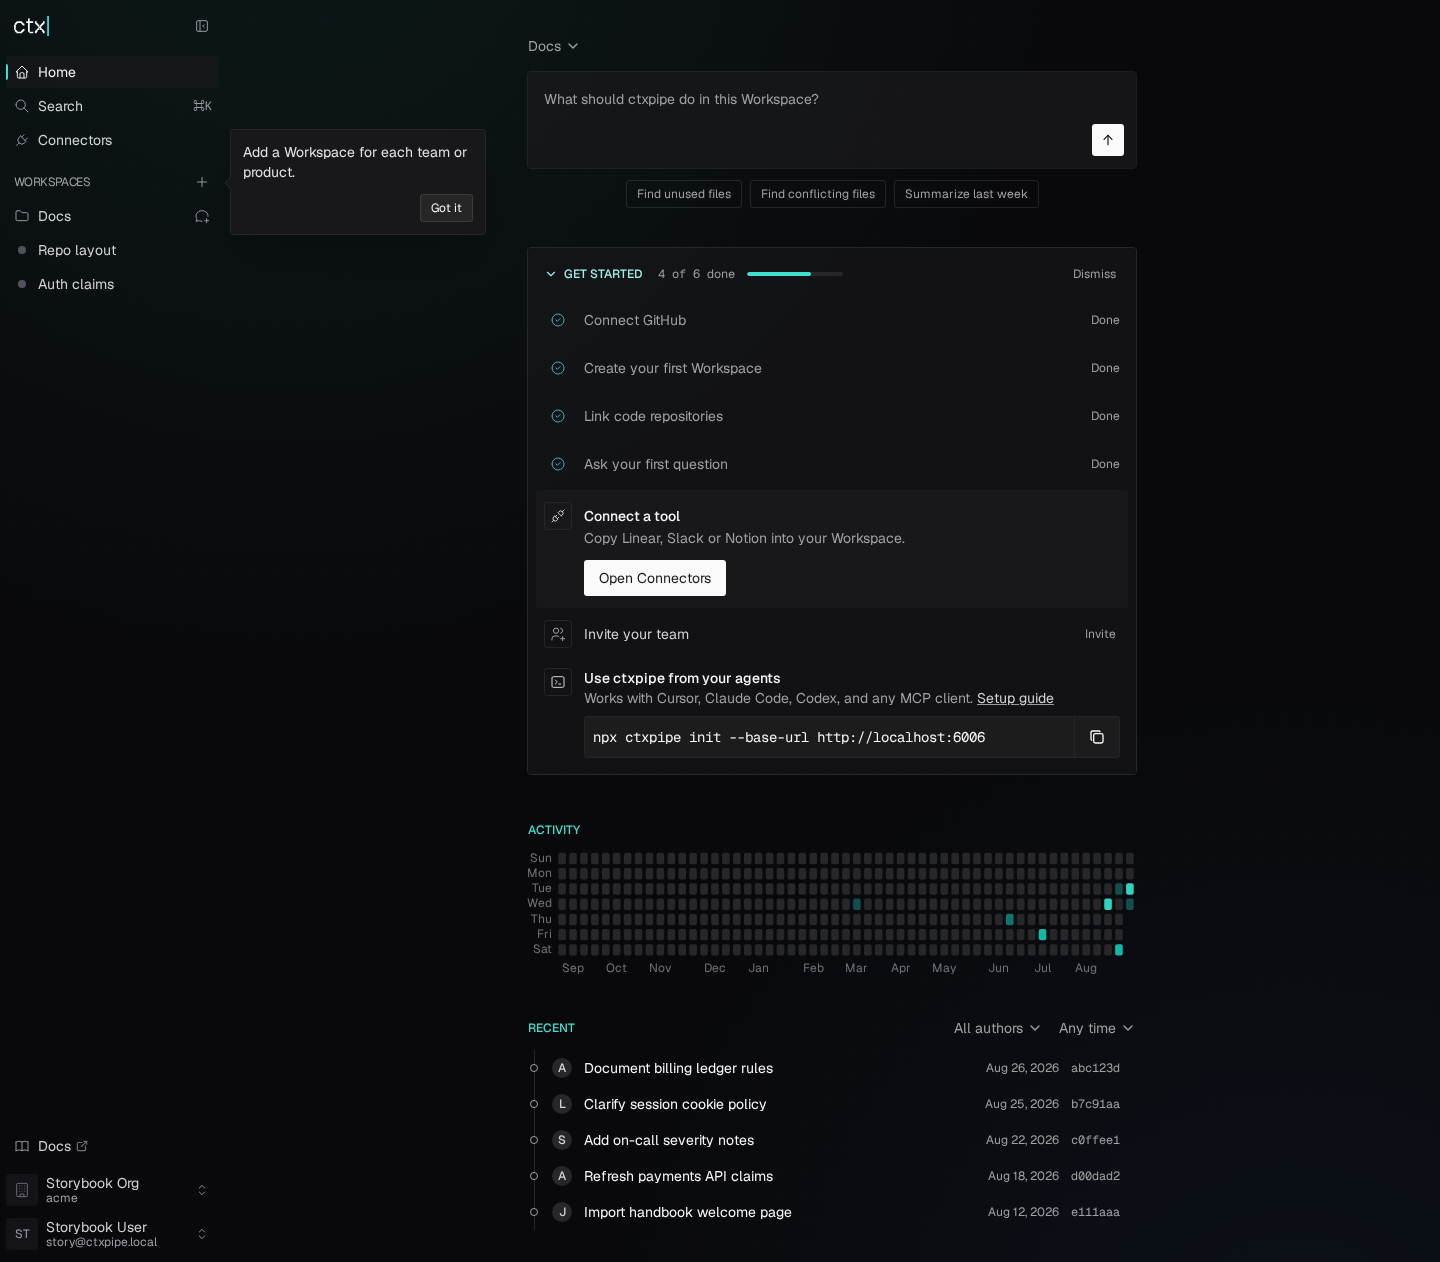 ctx
Home
Search ⌘K
Connectors
WORKSPACES
Docs
Repo layout
Auth claims
Add a Workspace for each team or
product.
Got it
Docs
What should ctxpipe do in this Workspace?
Find unused files
Find conflicting files
Summarize last week
GET STARTED 4 of 6 done Dismiss
Connect GitHub Done
Create your first Workspace Done
Link code repositories Done
Ask your first question Done
Connect a tool
Copy Linear, Slack or Notion into your Workspace.
Open Connectors
Invite your team Invite
Use ctxpipe from your agents
Works with Cursor, Claude Code, Codex, and any MCP client. Setup guide
npx ctxpipe init --base-url http://localhost:6006
ACTIVITY
Sun
Mon
Tue
Wed
Thu
Fri
Sat
Sep Oct Nov Dec Jan Feb Mar Apr May Jun Jul Aug
RECENT All authors Any time
A Document billing ledger rules Aug 26, 2026 abc123d
L Clarify session cookie policy Aug 25, 2026 b7c91aa
S Add on-call severity notes Aug 22, 2026 c0ffee1
A Refresh payments API claims Aug 18, 2026 d00dad2
J Import handbook welcome page Aug 12, 2026 e111aaa
Docs
Storybook Org
acme
ST Storybook User
story@ctxpipe.local